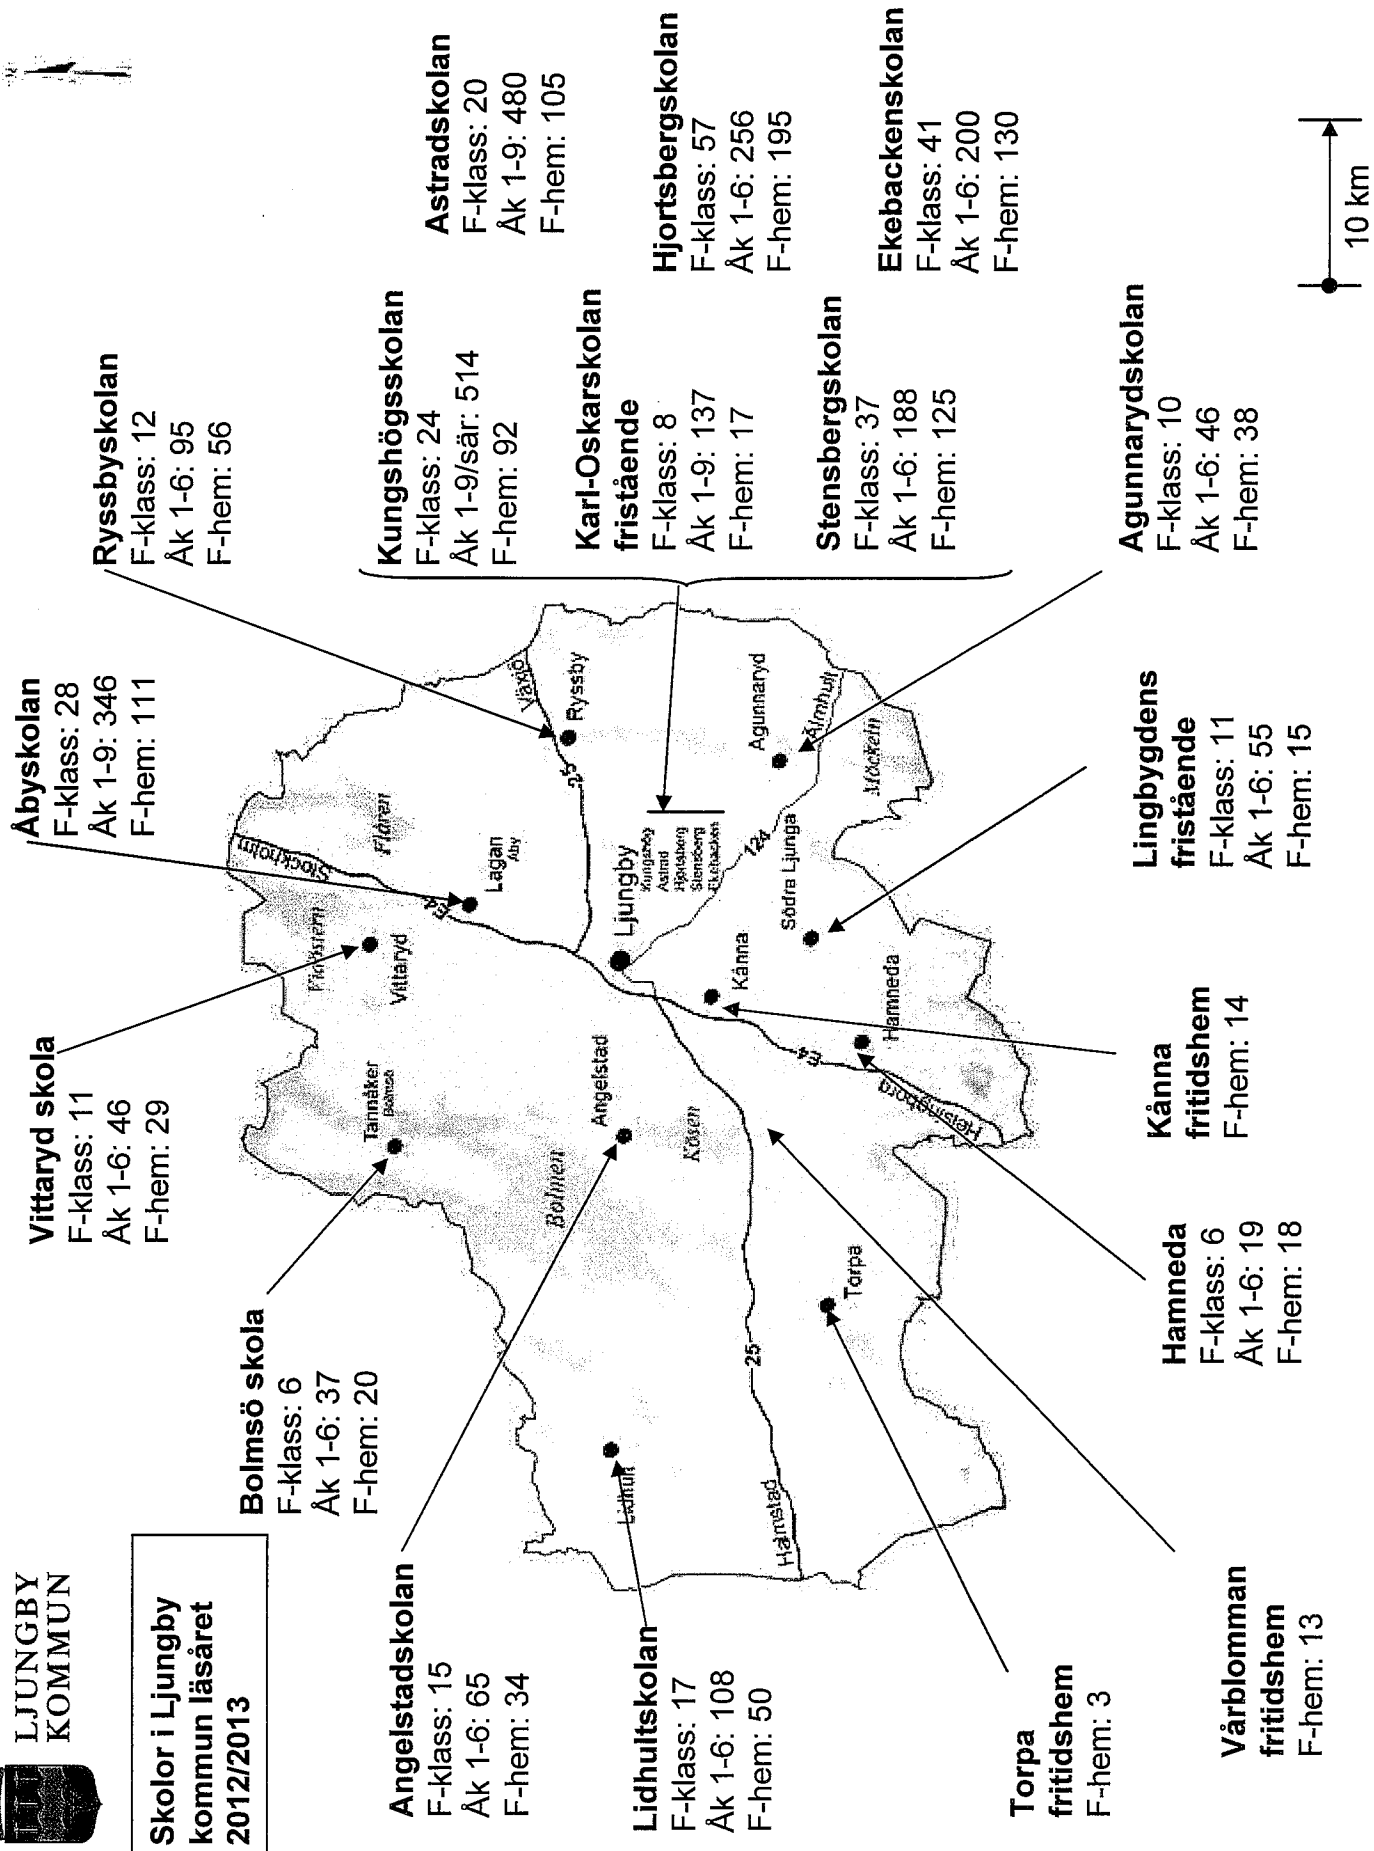 LJUNGBY
KOMMUN
Skolor i Ljungby
kommun läsåret
2012/2013
Vittaryd skola
F-klass: 11
Åk 1-6: 46
F-hem: 29
Åbyskolan
F-klass: 28
Åk 1-9: 346
F-hem: 111
Ryssbyskolan
F-klass: 12
Åk 1-6: 95
F-hem: 56
Bolmsö skola
F-klass: 6
Åk 1-6: 37
F-hem: 20
Angelstadskolan
F-klass: 15
Åk 1-6: 65
F-hem: 34
Lidhultskolan
F-klass: 17
Åk 1-6: 108
F-hem: 50
Torpa
fritidshem
F-hem: 3
Vårblomman
fritidshem
F-hem: 13
Hamneda
F-klass: 6
Åk 1-6: 19
F-hem: 18
Kånna
fritidshem
F-hem: 14
Lingbygdens
fristående
F-klass: 11
Åk 1-6: 55
F-hem: 15
Agunnarydskolan
F-klass: 10
Åk 1-6: 46
F-hem: 38
Kungshögsskolan
F-klass: 24
Åk 1-9/sär: 514
F-hem: 92
Karl-Oskarskolan
fristående
F-klass: 8
Åk 1-9: 137
F-hem: 17
Stensbergskolan
F-klass: 37
Åk 1-6: 188
F-hem: 125
Astradskolan
F-klass: 20
Åk 1-9: 480
F-hem: 105
Hjortsbergskolan
F-klass: 57
Åk 1-6: 256
F-hem: 195
Ekebackenskolan
F-klass: 41
Åk 1-6: 200
F-hem: 130
10 km
Stockholm
Flåren
Vittaryd
Tannåker
Bolmsö
E4
Lagan
Åby
Växjö
25
Ryssby
Bolmen
Angelstad
Ljungby
Kungshög
Astrad
Hjortsberg
Stensberg
Ekebacken
Lidhult
Kösen
Kånna
124
Agunnaryd
Södra Ljunga
Älmhult
Möckeln
25
Halmstad
Torpa
E4
Hamneda
Helsingborg